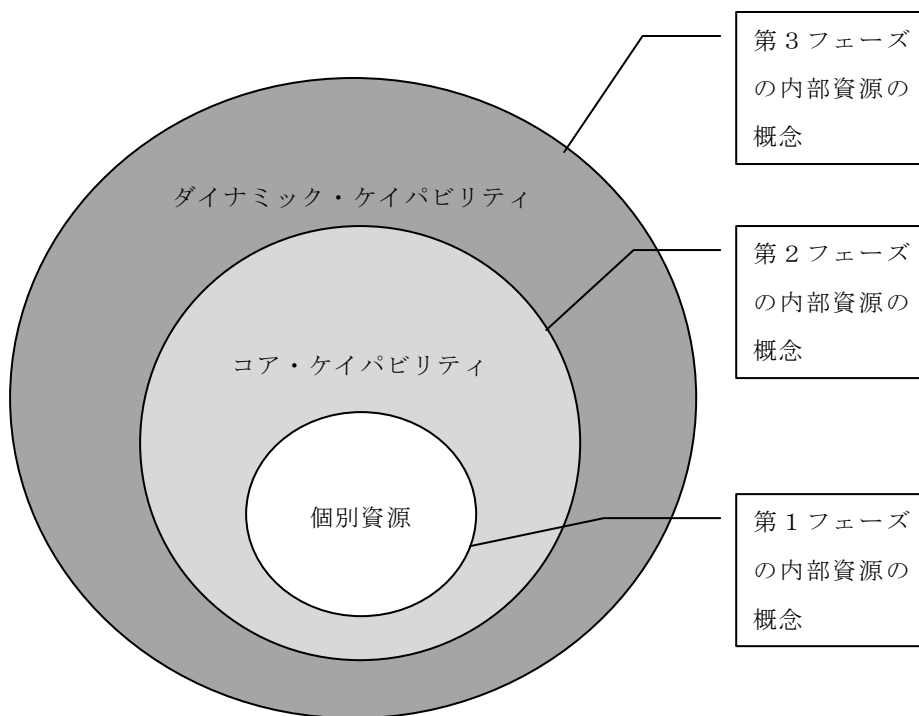 第３フェーズ
の内部資源の
概念
ダイナミック・ケイパビリティ
第２フェーズ
の内部資源の
概念
コア・ケイパビリティ
個別資源
第１フェーズ
の内部資源の
概念